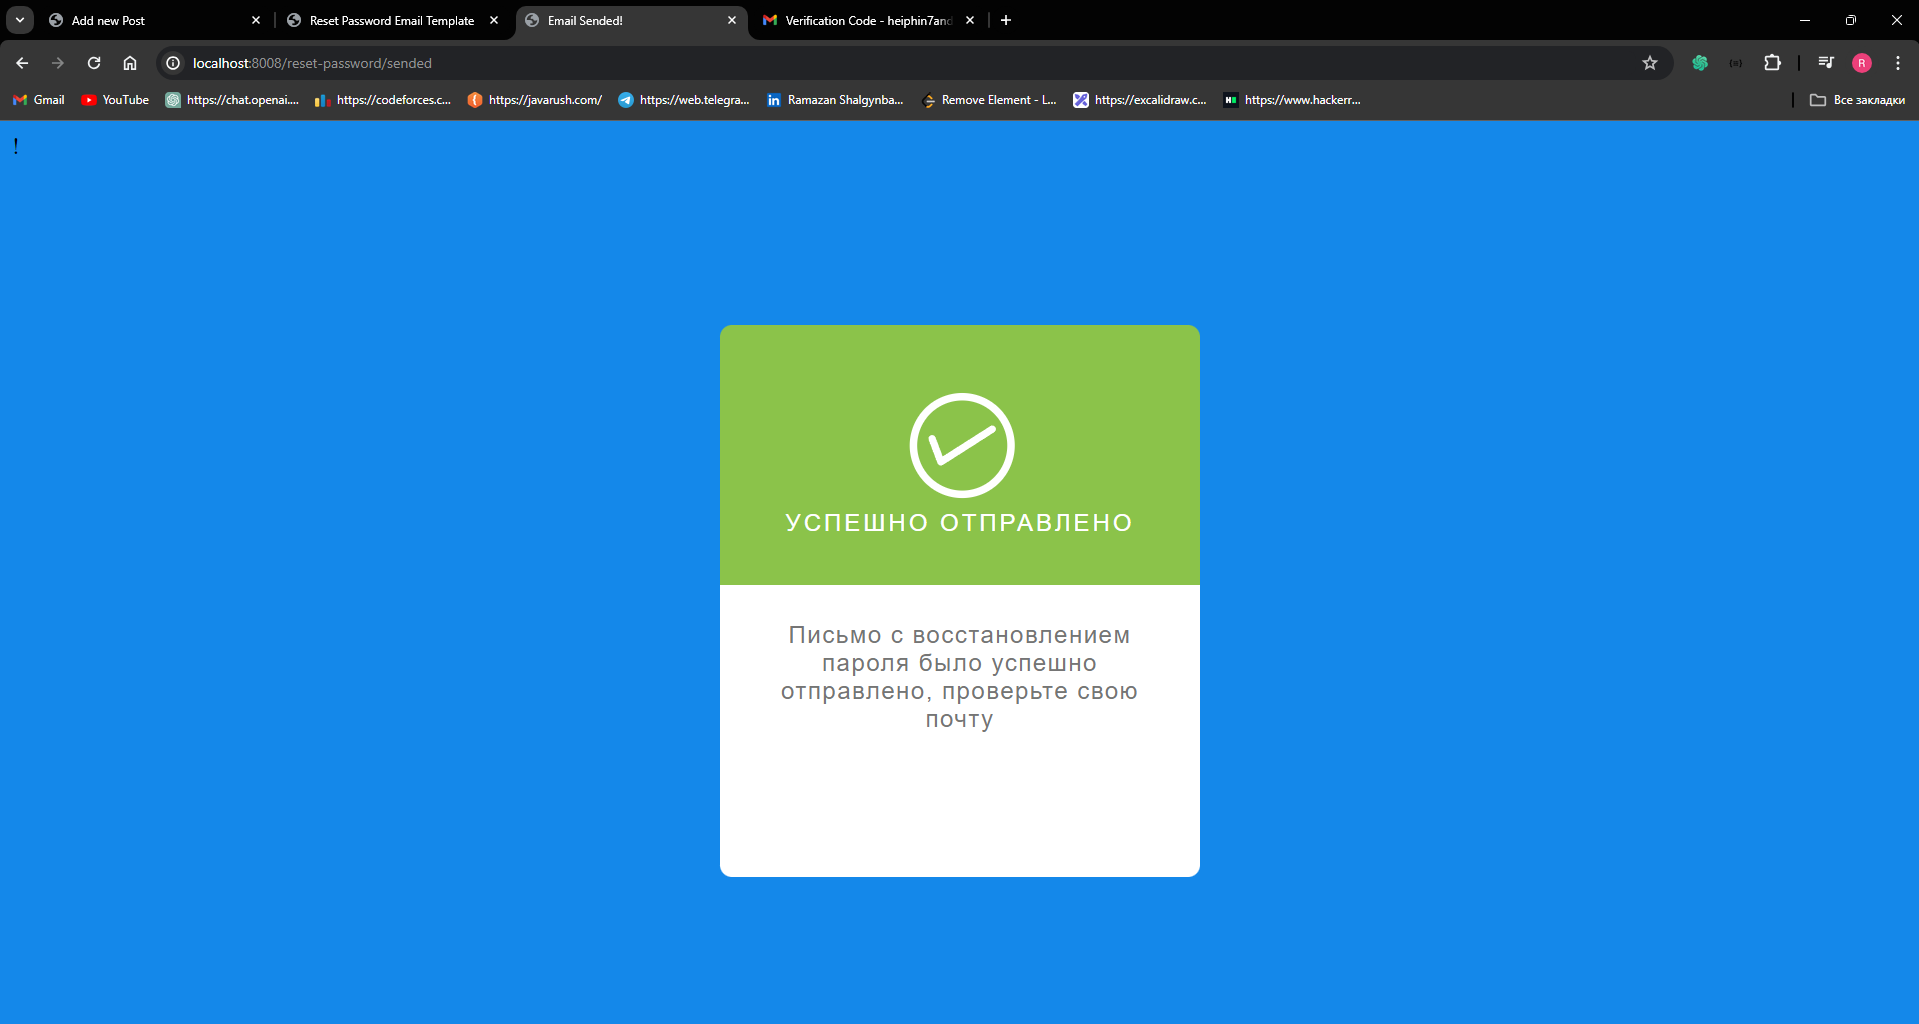 Add new Post
Reset Password Email Template
Email Sended!
Verification Code - heiphin7and
localhost:8008/reset-password/sended
R
Gmail
YouTube
https://chat.openai....
https://codeforces.c...
https://javarush.com/
https://web.telegra...
Ramazan Shalgynba...
Remove Element - L...
https://excalidraw.c...
https://www.hackerr...
Все закладки
!
УСПЕШНО ОТПРАВЛЕНО
Письмо с восстановлением
пароля было успешно
отправлено, проверьте свою
почту